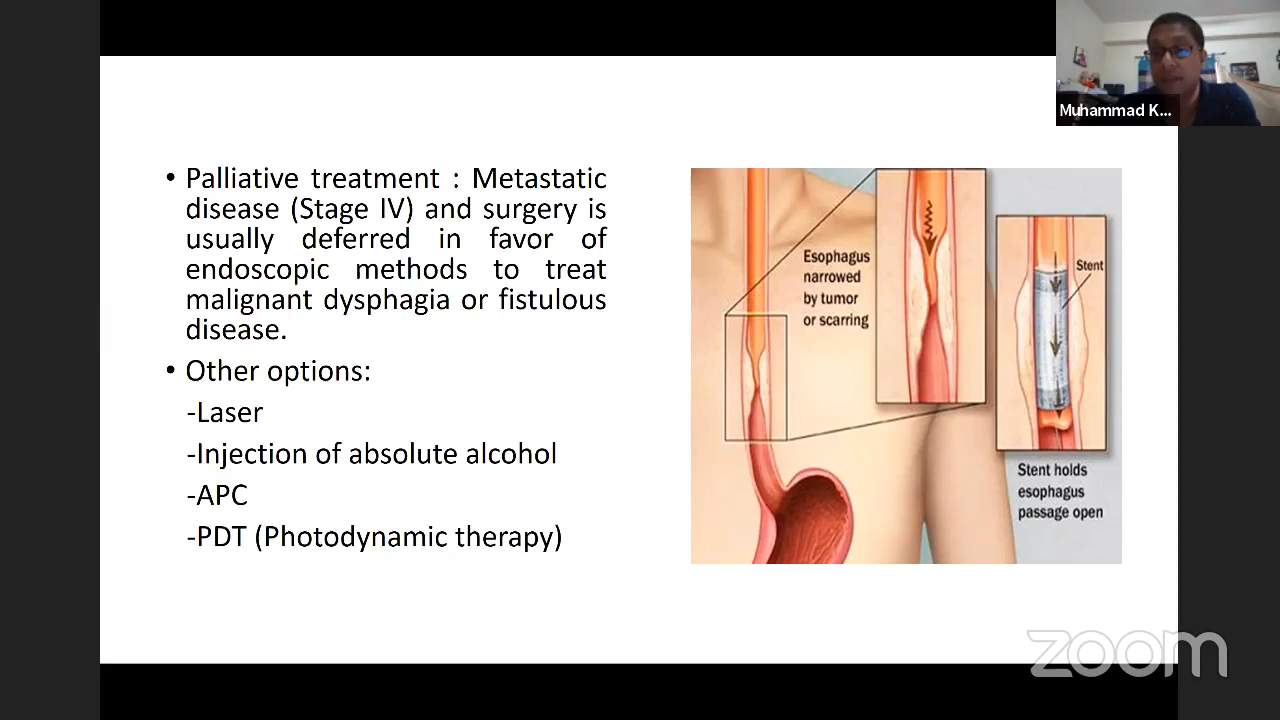 Muhammad K...
• Palliative treatment : Metastatic
disease (Stage IV) and surgery is
usually deferred in favor of
endoscopic methods to treat
malignant dysphagia or fistulous
disease.
• Other options:
-Laser
-Injection of absolute alcohol
-APC
-PDT (Photodynamic therapy)
Esophagus
narrowed
by tumor
or scarring
Stent
Stent holds
esophagus
passage open
zoom